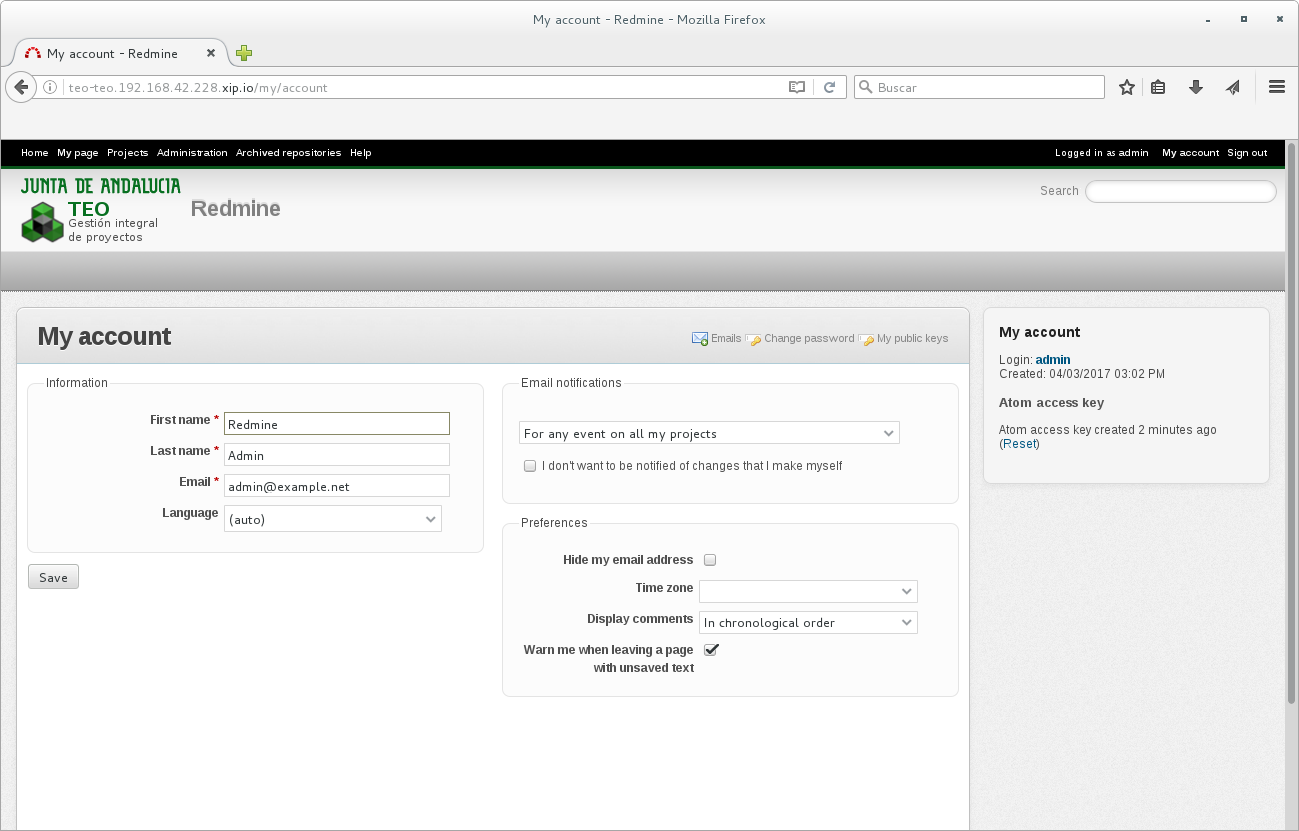 My account - Redmine - Mozilla Firefox
My account - Redmine
teo-teo.192.168.42.228.xip.io/my/account
Buscar
Home My page Projects Administration Archived repositories Help
Logged in as admin My account Sign out
JUNTA DE ANDALUCIA
TEO
Gestión integral
de proyectos
Redmine
Search
My account
Emails Change password My public keys
Information
First name * Redmine
Last name * Admin
Email * admin@example.net
Language (auto)
Save
Email notifications
For any event on all my projects
I don't want to be notified of changes that I make myself
Preferences
Hide my email address
Time zone
Display comments In chronological order
Warn me when leaving a page
with unsaved text
My account
Login: admin
Created: 04/03/2017 03:02 PM
Atom access key
Atom access key created 2 minutes ago
(Reset)